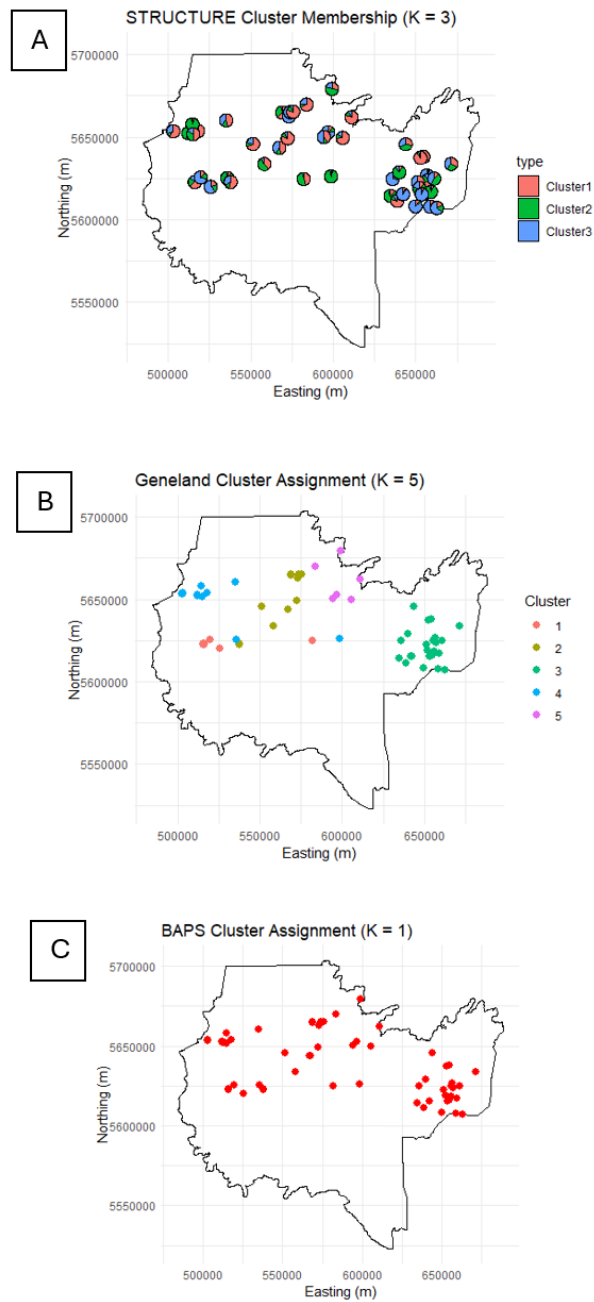 A
STRUCTURE Cluster Membership (K = 3)
5700000
5650000
5600000
5550000
Northing (m)
500000 550000 600000 650000
Easting (m)
type
Cluster1
Cluster2
Cluster3
B
Geneland Cluster Assignment (K = 5)
5700000
5650000
5600000
5550000
Northing (m)
500000 550000 600000 650000
Easting (m)
Cluster
1
2
3
4
5
C
BAPS Cluster Assignment (K = 1)
5700000
5650000
5600000
5550000
Northing (m)
500000 550000 600000 650000
Easting (m)